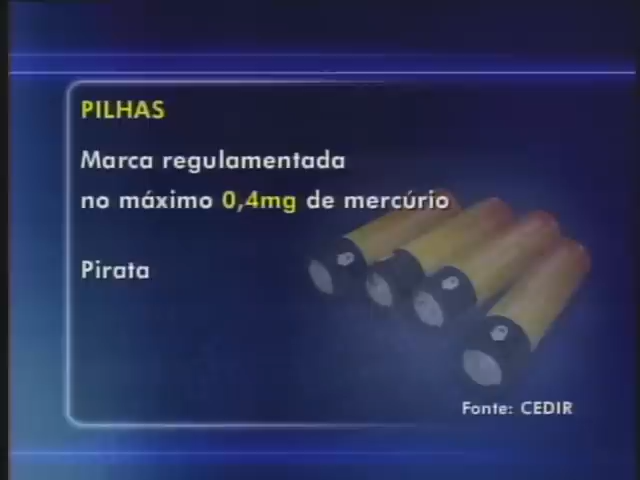 PILHAS
Marca regulamentada
no máximo 0,4mg de mercúrio
Pirata
Fonte: CEDIR